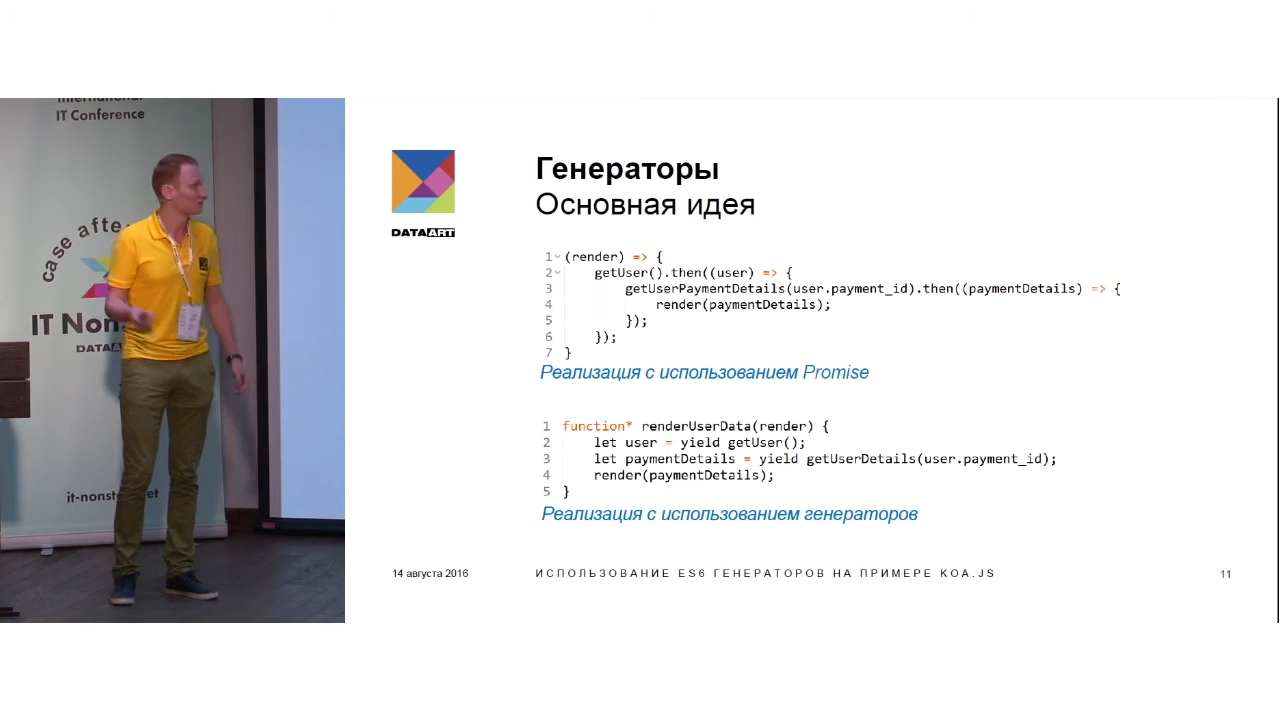 International
IT Conference
case afte
IT Non
DATAA
it-nonst
et
DATAART
Генераторы
Основная идея
1 (render) => {
2 getUser().then((user) => {
3 getUserPaymentDetails(user.payment_id).then((paymentDetails) => {
4 render(paymentDetails);
5 });
6 });
7 }
Реализация с использованием Promise
1 function* renderUserData(render) {
2 let user = yield getUser();
3 let paymentDetails = yield getUserDetails(user.payment_id);
4 render(paymentDetails);
5 }
Реализация с использованием генераторов
14 августа 2016
ИСПОЛЬЗОВАНИЕ ES6 ГЕНЕРАТОРОВ НА ПРИМЕРЕ KOA.JS
11